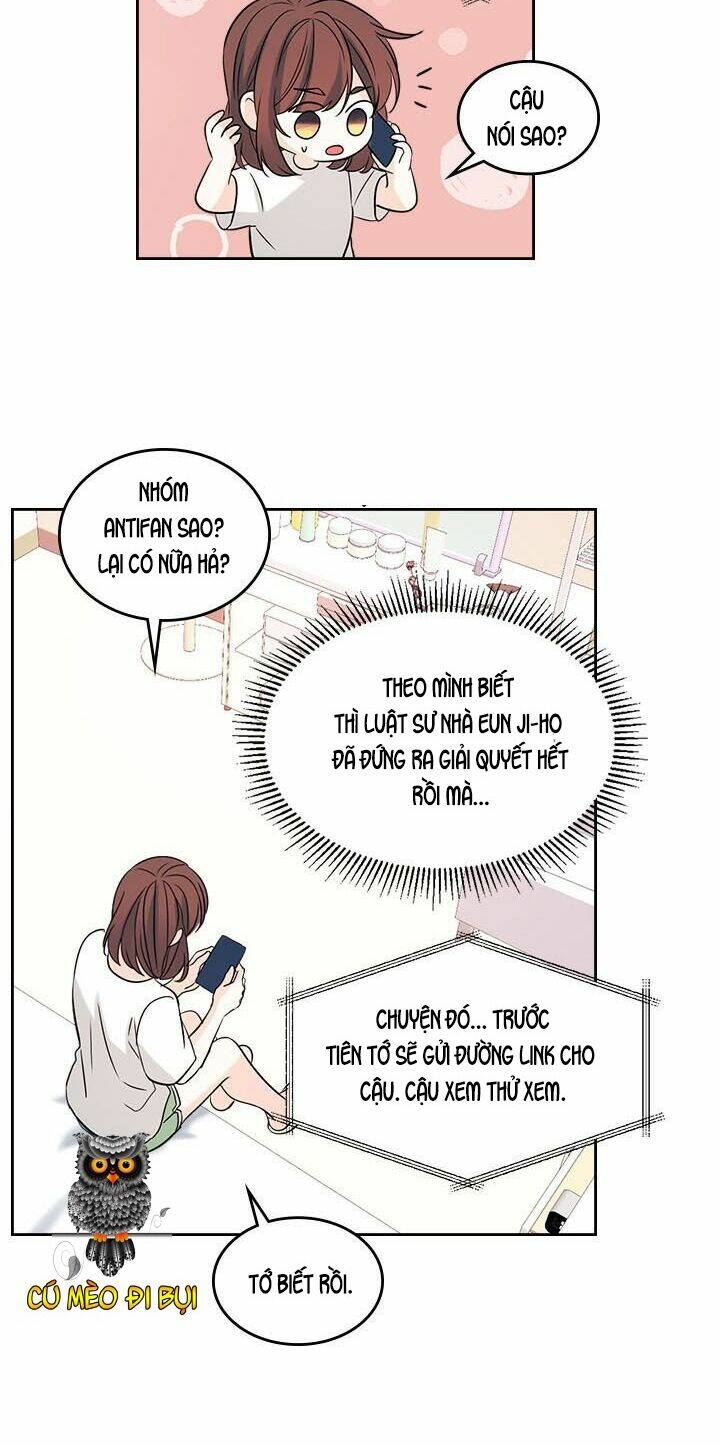 CẬU
NÓI SAO?
NHÓM
ANTIFAN SAO?
LẠI CÓ NỮA HẢ?
THEO MÌNH BIẾT
THÌ LUẬT SƯ NHÀ EUN JI-HO
ĐÃ ĐỨNG RA GIẢI QUYẾT HẾT
RỒI MÀ...
CHUYỆN ĐÓ... TRƯỚC
TIÊN TỚ SẼ GỬI ĐƯỜNG LINK CHO
CẬU. CẬU XEM THỬ XEM.
TỚ BIẾT RỒI.
CÚ MÈO ĐI BỤI